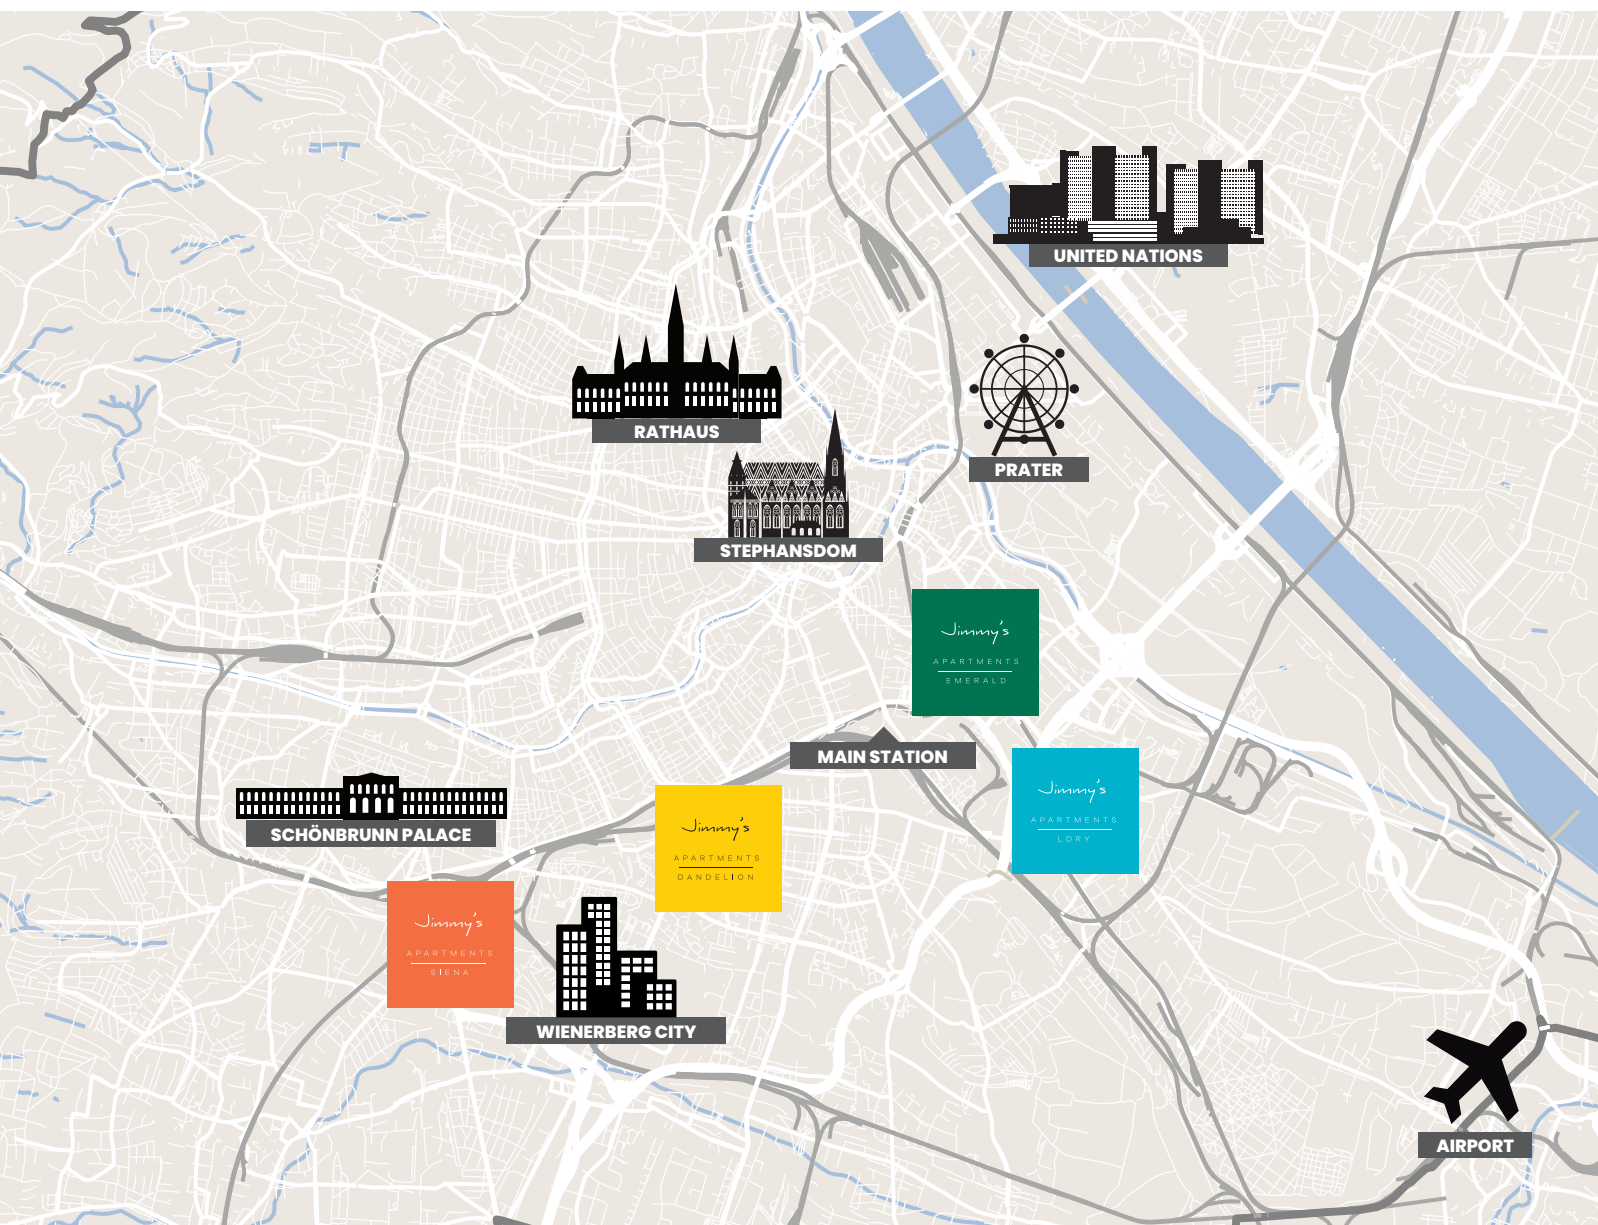 UNITED NATIONS
RATHAUS
PRATER
STEPHANSDOM
Jimmy's
APARTMENTS
EMERALD
MAIN STATION
Jimmy's
APARTMENTS
LORY
SCHÖNBRUNN PALACE
Jimmy's
APARTMENTS
DANDELION
Jimmy's
APARTMENTS
SIENA
WIENERBERG CITY
AIRPORT